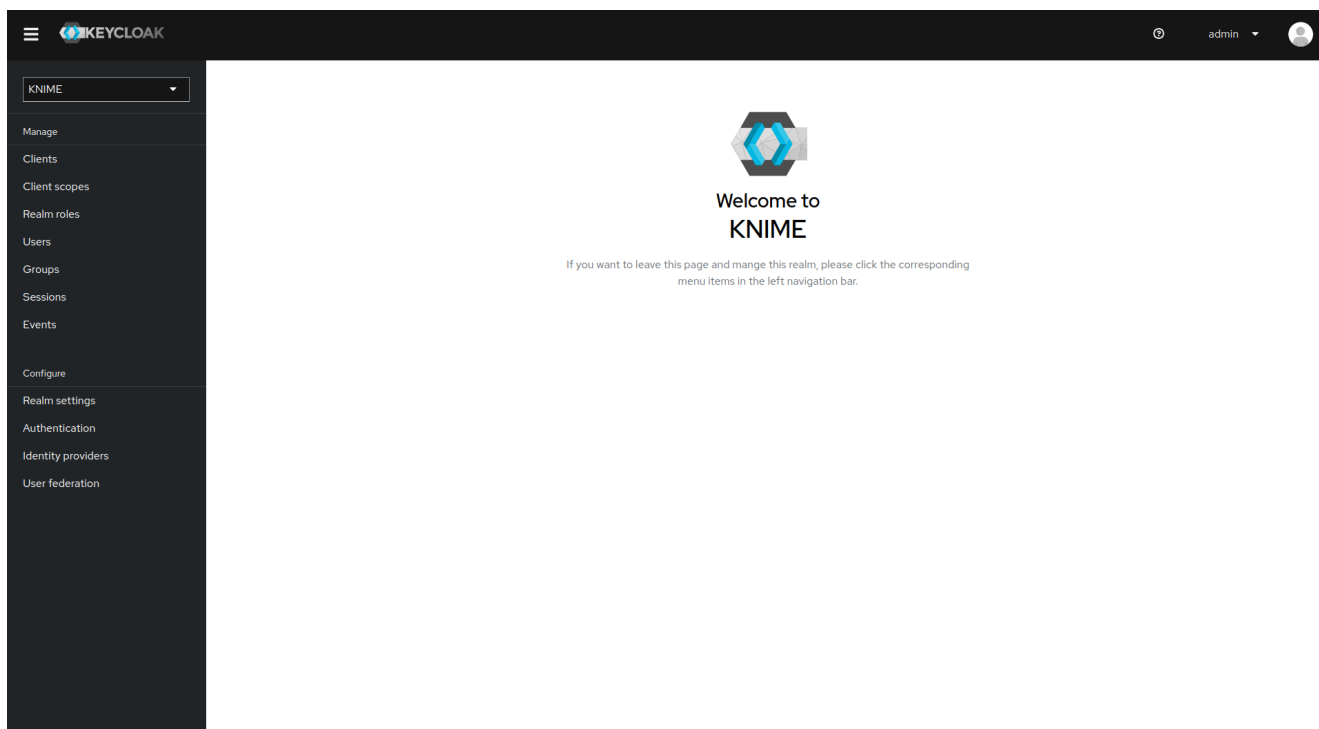 KEYCLOAK
admin
KNIME
Manage
Clients
Client scopes
Realm roles
Users
Groups
Sessions
Events
Configure
Realm settings
Authentication
Identity providers
User federation
Welcome to
KNIME
If you want to leave this page and mange this realm, please click the corresponding
menu items in the left navigation bar.